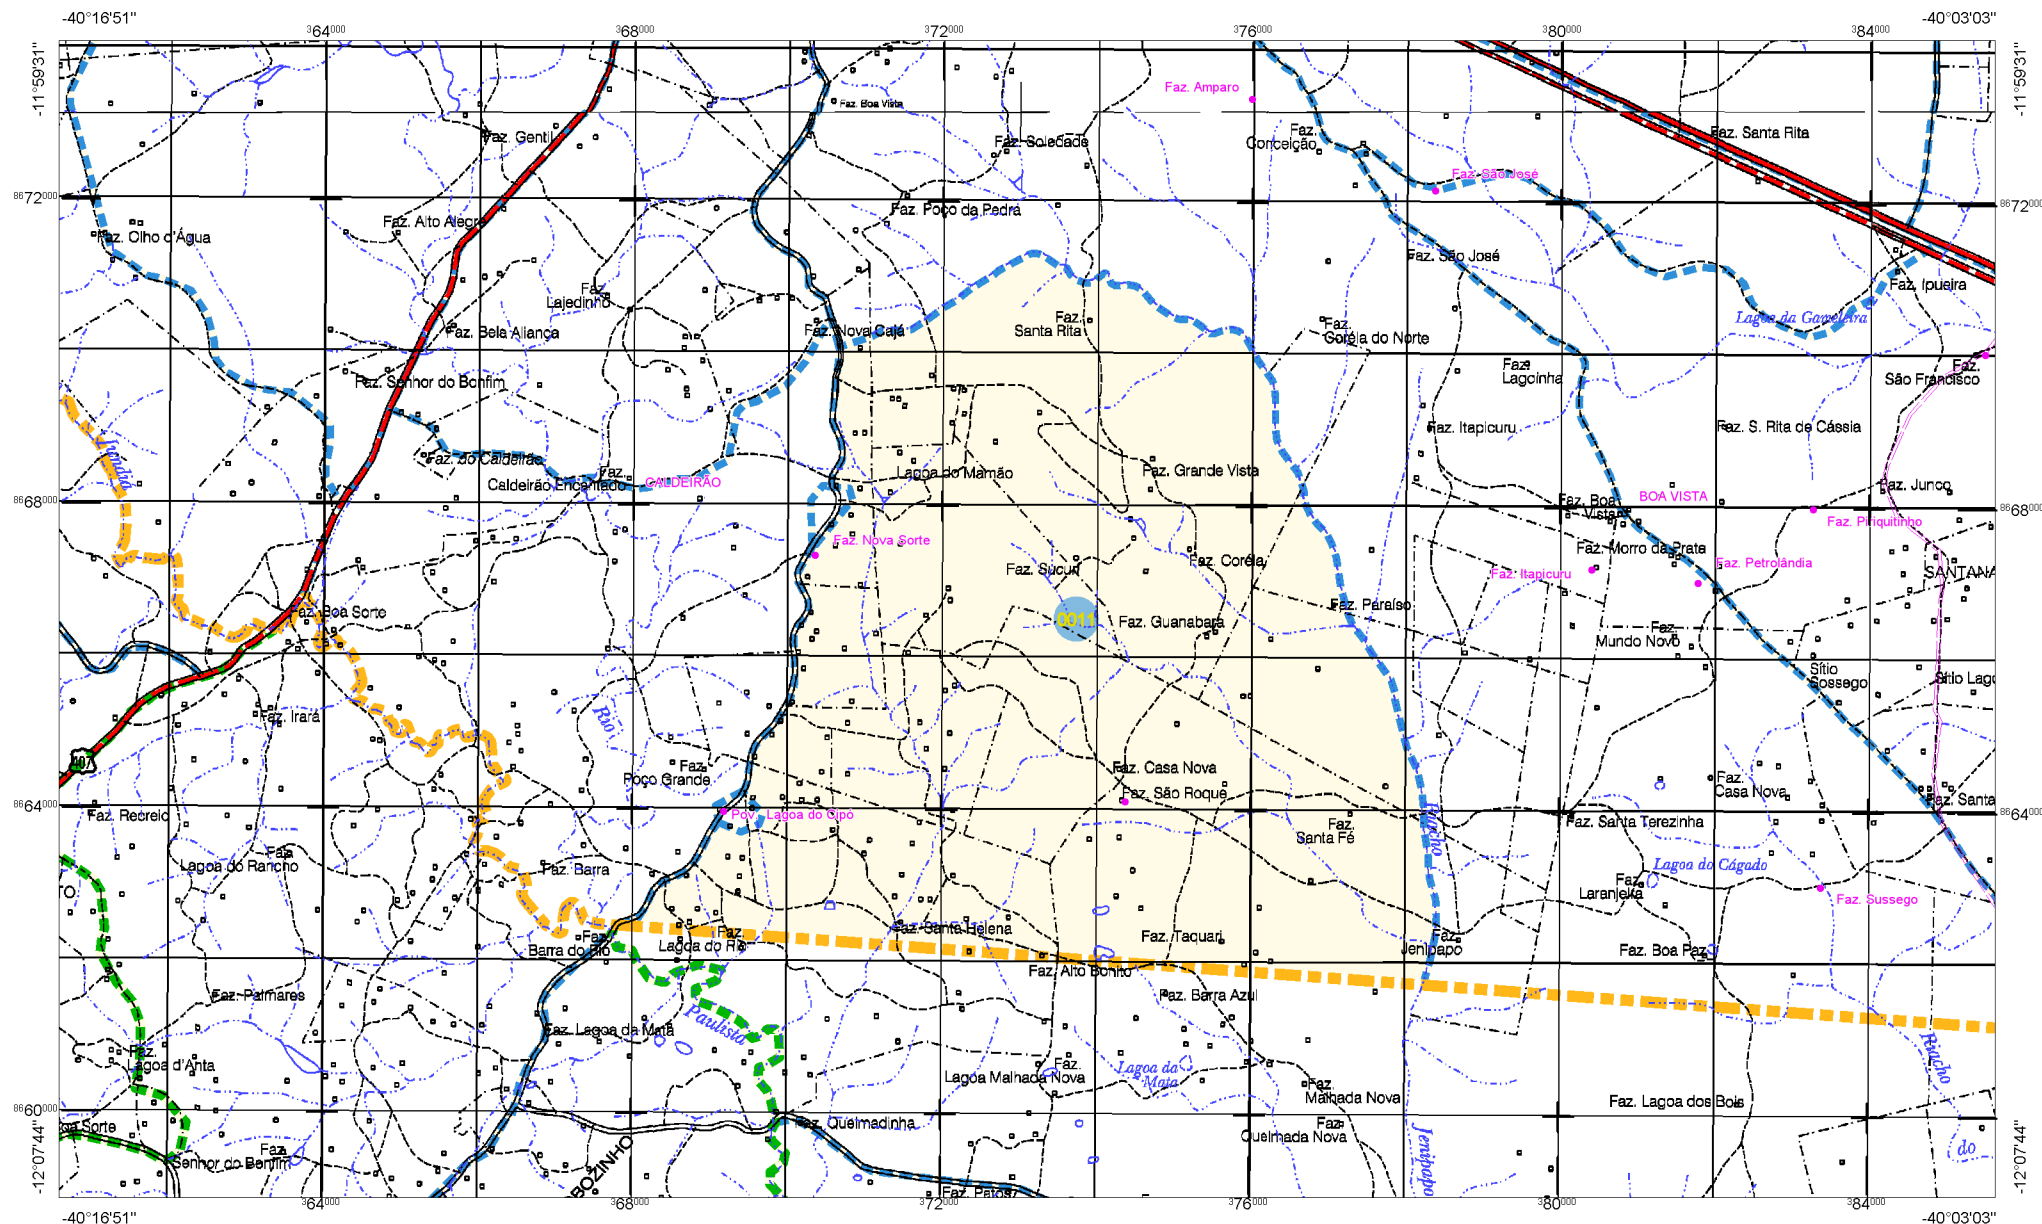 -40°16'51"
-40°03'03"
364000
368000
372000
376000
380000
384000
-11°59'31"
-11°59'31"
Faz. Amparo
Faz. Boa Vista
Faz. Gentil
Faz. Soledade
Faz.
Conceição
Faz. Santa Rita
Faz. São José
8672000
8672000
Faz. Alto Alegre
Faz. Poço da Pedra
Faz. Olho d'Água
Faz. São José
Faz. Ipueira
Faz.
Lajedinho
Lagoa da Gameleira
Faz. Bela Aliança
Faz. Nova Cajá
Faz.
Santa Rita
Faz.
Coréia do Norte
Faz.
Lagoinha
Faz.
São Francisco
Faz. Senhor do Bonfim
Faz. Itapicuru
Faz. S. Rita de Cássia
Jundiá
Faz. do Caldeirão
Faz.
Caldeirão Encantado
CALDEIRÃO
Lagoa do Mamão
Faz. Grande Vista
BOA VISTA
Faz. Junco
8668000
8668000
Faz. Boa
Vista
Faz. Piriquitinho
Faz. Nova Sorte
Faz. Morro da Prata
Faz. Sucuri
Faz. Coréia
Faz. Itapicuru
Faz. Petrolândia
SANTANA
Faz. Boa Sorte
0011
Faz. Guanabara
Faz. Paraíso
Faz.
Mundo Novo
Sítio
Sossego
Sítio Lago
Faz. Irará
Rio
407
Faz.
Poço Grande
Faz. Casa Nova
Faz. São Roque
Faz.
Casa Nova
Faz. Santa
8664000
8664000
Faz. Recreio
Pov. Lagoa do Cipó
Faz.
Santa Fé
Riacho
Faz. Santa Terezinha
Faz.
Lagoa do Rancho
Faz. Barra
Lagoa do Cágado
TO
Faz.
Laranjeira
Faz. Sussego
Faz.
Barra do Rio
Faz.
Lagoa do Rio
Faz. Santa Helena
Faz. Taquari
Faz.
Jenipapo
Faz. Boa Paz
Faz. Alto Bonito
Faz. Palmares
Faz. Barra Azul
Paulista
Faz. Lagoa da Mata
Faz.
Lagoa d'Anta
Faz.
Lagoa Malhada Nova
Lagoa da
Mata
Riacho
Faz.
Malhada Nova
8660000
8660000
Faz. Lagoa dos Bois
oa Sorte
Faz. Queimadinha
Faz.
Queimada Nova
Faz.
Senhor do Bonfim
BOZINHO
Jenipapo
do
Faz. Patos
-12°07'44"
-12°07'44"
364000
368000
372000
376000
380000
384000
-40°16'51"
-40°03'03"